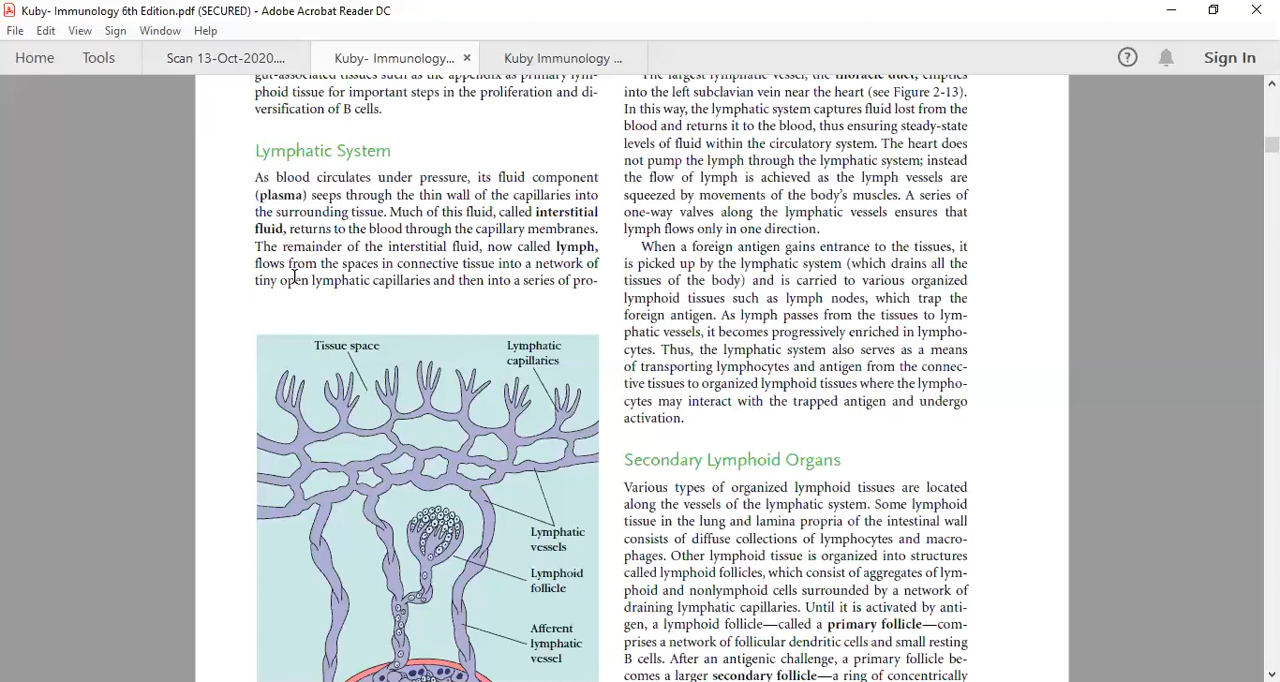 Kuby- Immunology 6th Edition.pdf (SECURED) - Adobe Acrobat Reader DC
File Edit View Sign Window Help
Home Tools Scan 13-Oct-2020.... Kuby- Immunology... × Kuby Immunology ... Sign In
gut-associated tissues such as the appendix as primary lym-
phoid tissue for important steps in the proliferation and di-
versification of B cells.
Lymphatic System
As blood circulates under pressure, its fluid component
(plasma) seeps through the thin wall of the capillaries into
the surrounding tissue. Much of this fluid, called interstitial
fluid, returns to the blood through the capillary membranes.
The remainder of the interstitial fluid, now called lymph,
flows from the spaces in connective tissue into a network of
tiny open lymphatic capillaries and then into a series of pro-
Tissue space
Lymphatic
capillaries
Lymphatic
vessels
Lymphoid
follicle
Afferent
lymphatic
vessel
The largest lymphatic vessel, the thoracic duct, empties
into the left subclavian vein near the heart (see Figure 2-13).
In this way, the lymphatic system captures fluid lost from the
blood and returns it to the blood, thus ensuring steady-state
levels of fluid within the circulatory system. The heart does
not pump the lymph through the lymphatic system; instead
the flow of lymph is achieved as the lymph vessels are
squeezed by movements of the body's muscles. A series of
one-way valves along the lymphatic vessels ensures that
lymph flows only in one direction.
When a foreign antigen gains entrance to the tissues, it
is picked up by the lymphatic system (which drains all the
tissues of the body) and is carried to various organized
lymphoid tissues such as lymph nodes, which trap the
foreign antigen. As lymph passes from the tissues to lym-
phatic vessels, it becomes progressively enriched in lympho-
cytes. Thus, the lymphatic system also serves as a means
of transporting lymphocytes and antigen from the connec-
tive tissues to organized lymphoid tissues where the lympho-
cytes may interact with the trapped antigen and undergo
activation.
Secondary Lymphoid Organs
Various types of organized lymphoid tissues are located
along the vessels of the lymphatic system. Some lymphoid
tissue in the lung and lamina propria of the intestinal wall
consists of diffuse collections of lymphocytes and macro-
phages. Other lymphoid tissue is organized into structures
called lymphoid follicles, which consist of aggregates of lym-
phoid and nonlymphoid cells surrounded by a network of
draining lymphatic capillaries. Until it is activated by anti-
gen, a lymphoid follicle—called a primary follicle—com-
prises a network of follicular dendritic cells and small resting
B cells. After an antigenic challenge, a primary follicle be-
comes a larger secondary follicle—a ring of concentrically